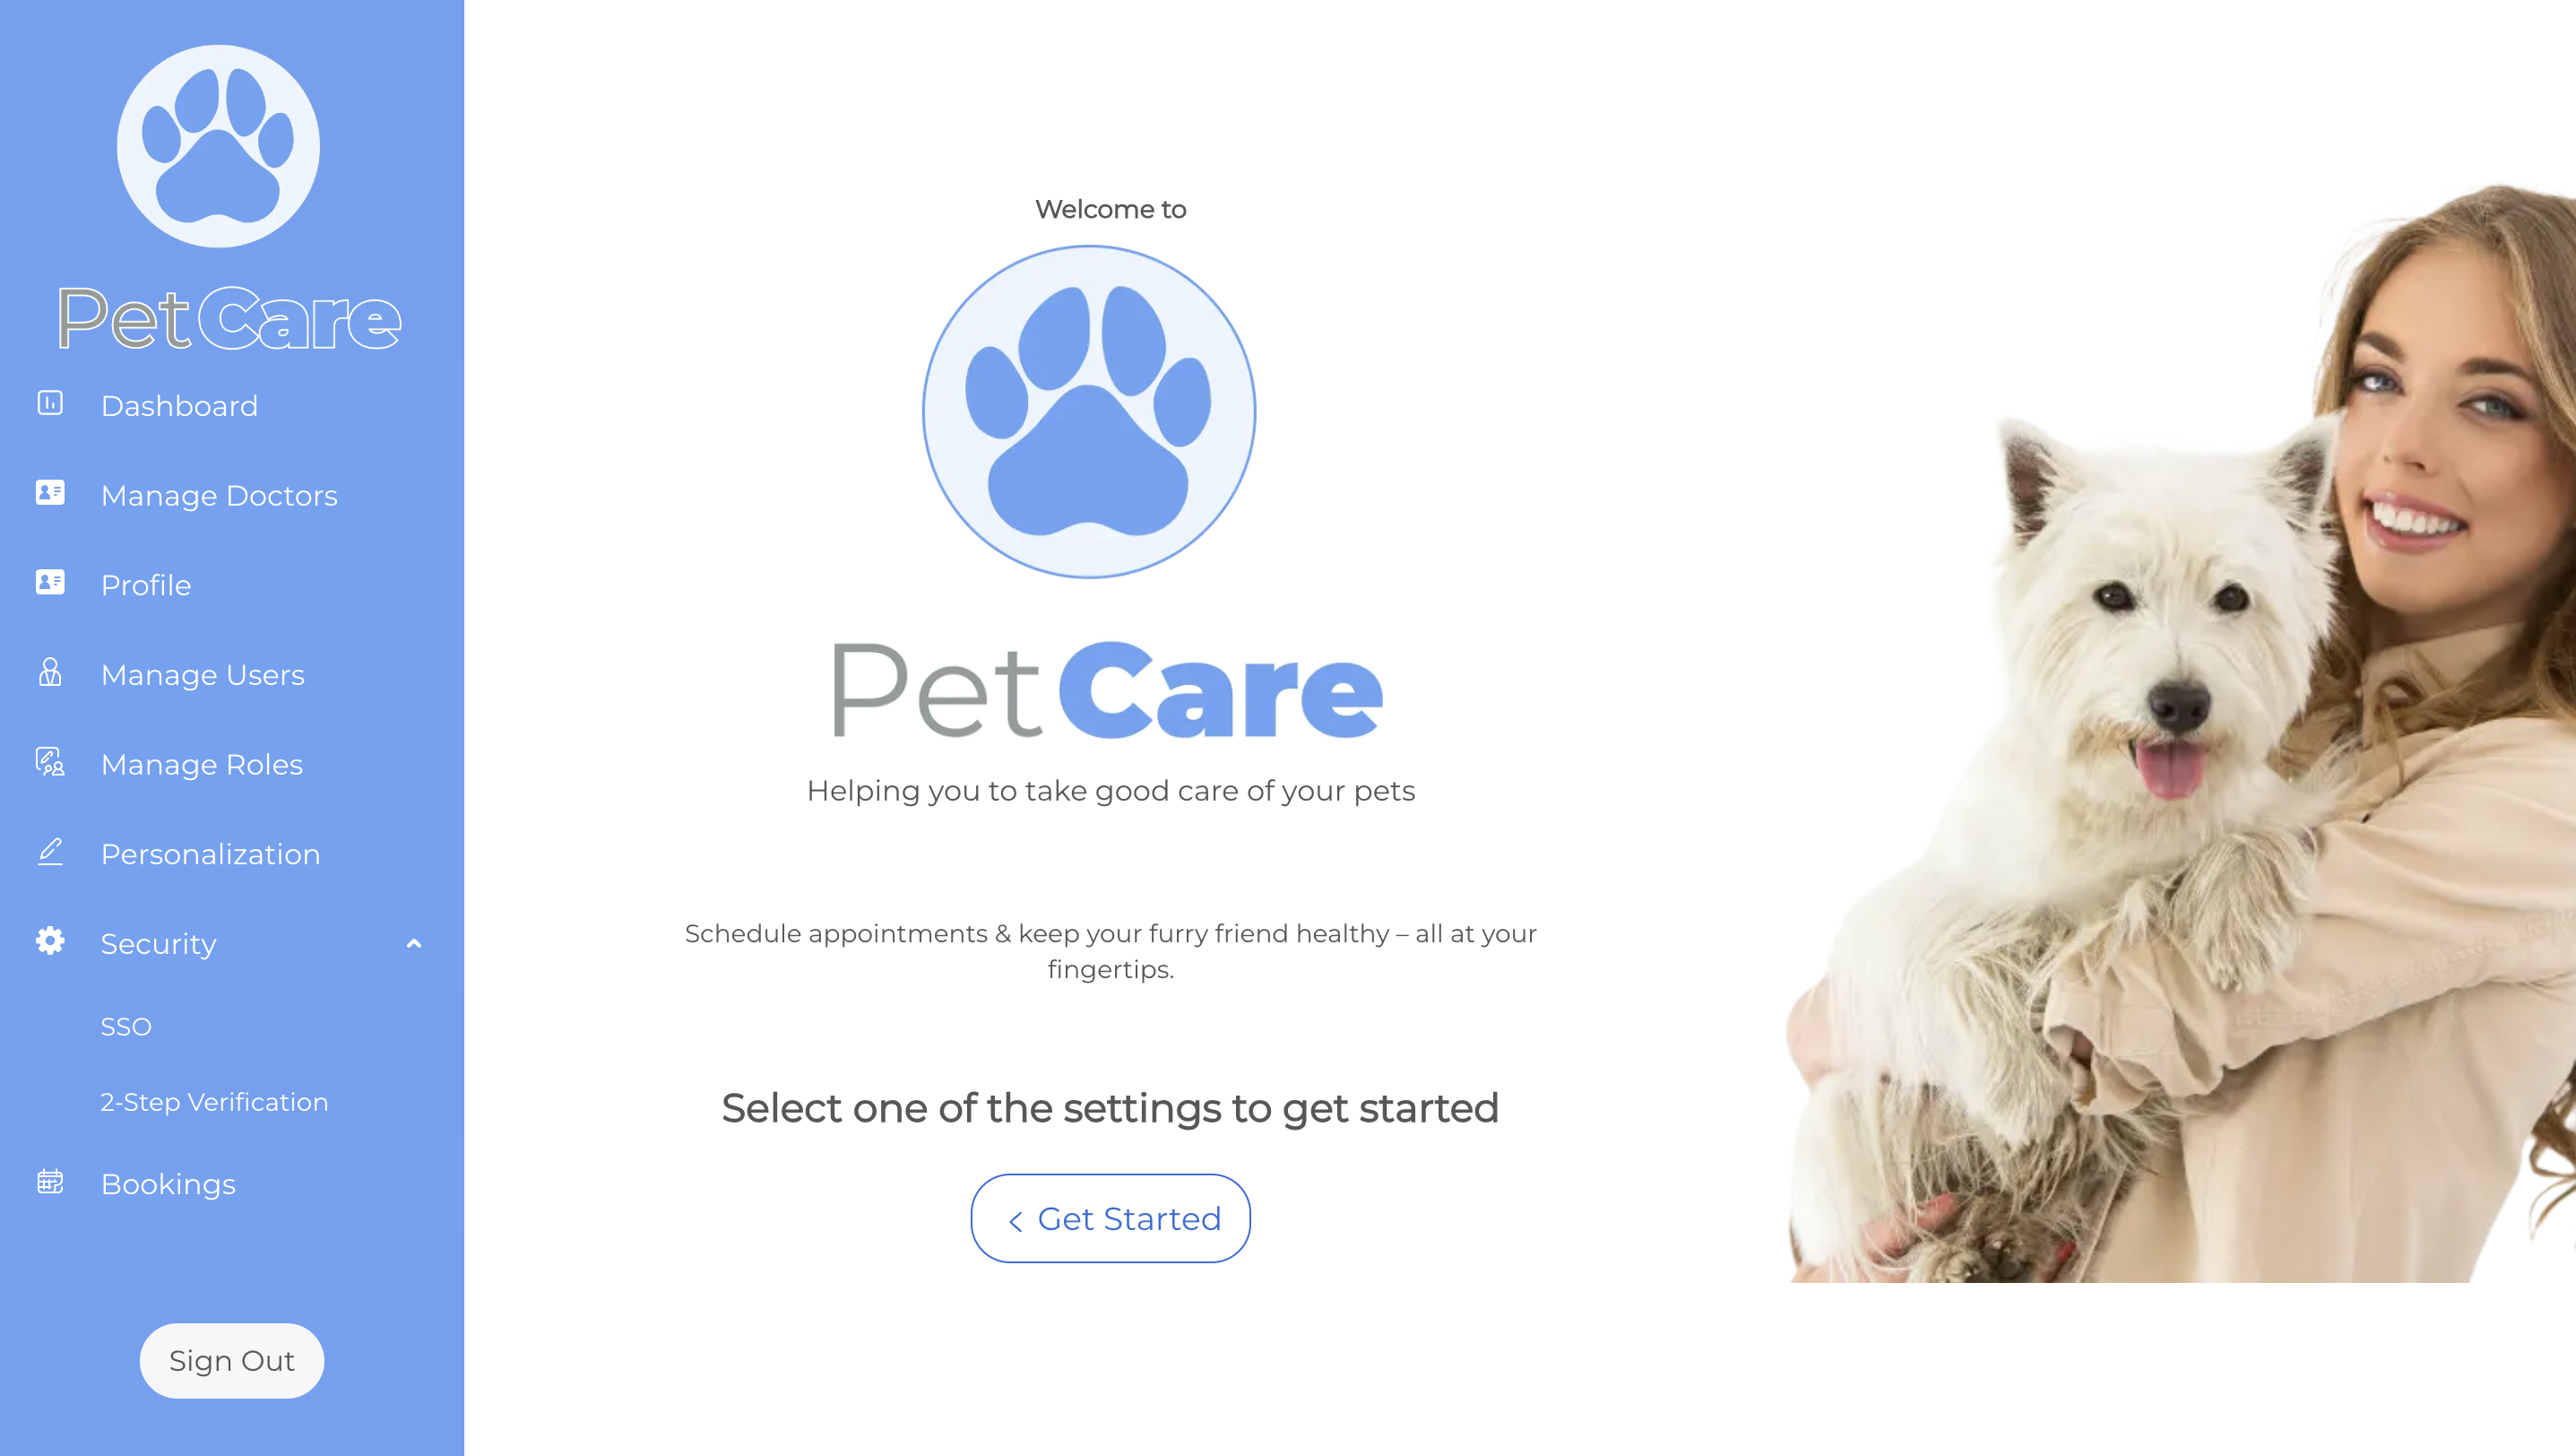 PetCare
Dashboard
Manage Doctors
Profile
Manage Users
Manage Roles
Personalization
Security
SSO
2-Step Verification
Bookings
Sign Out
Welcome to
PetCare
Helping you to take good care of your pets
Schedule appointments & keep your furry friend healthy – all at your
fingertips.
Select one of the settings to get started
Get Started